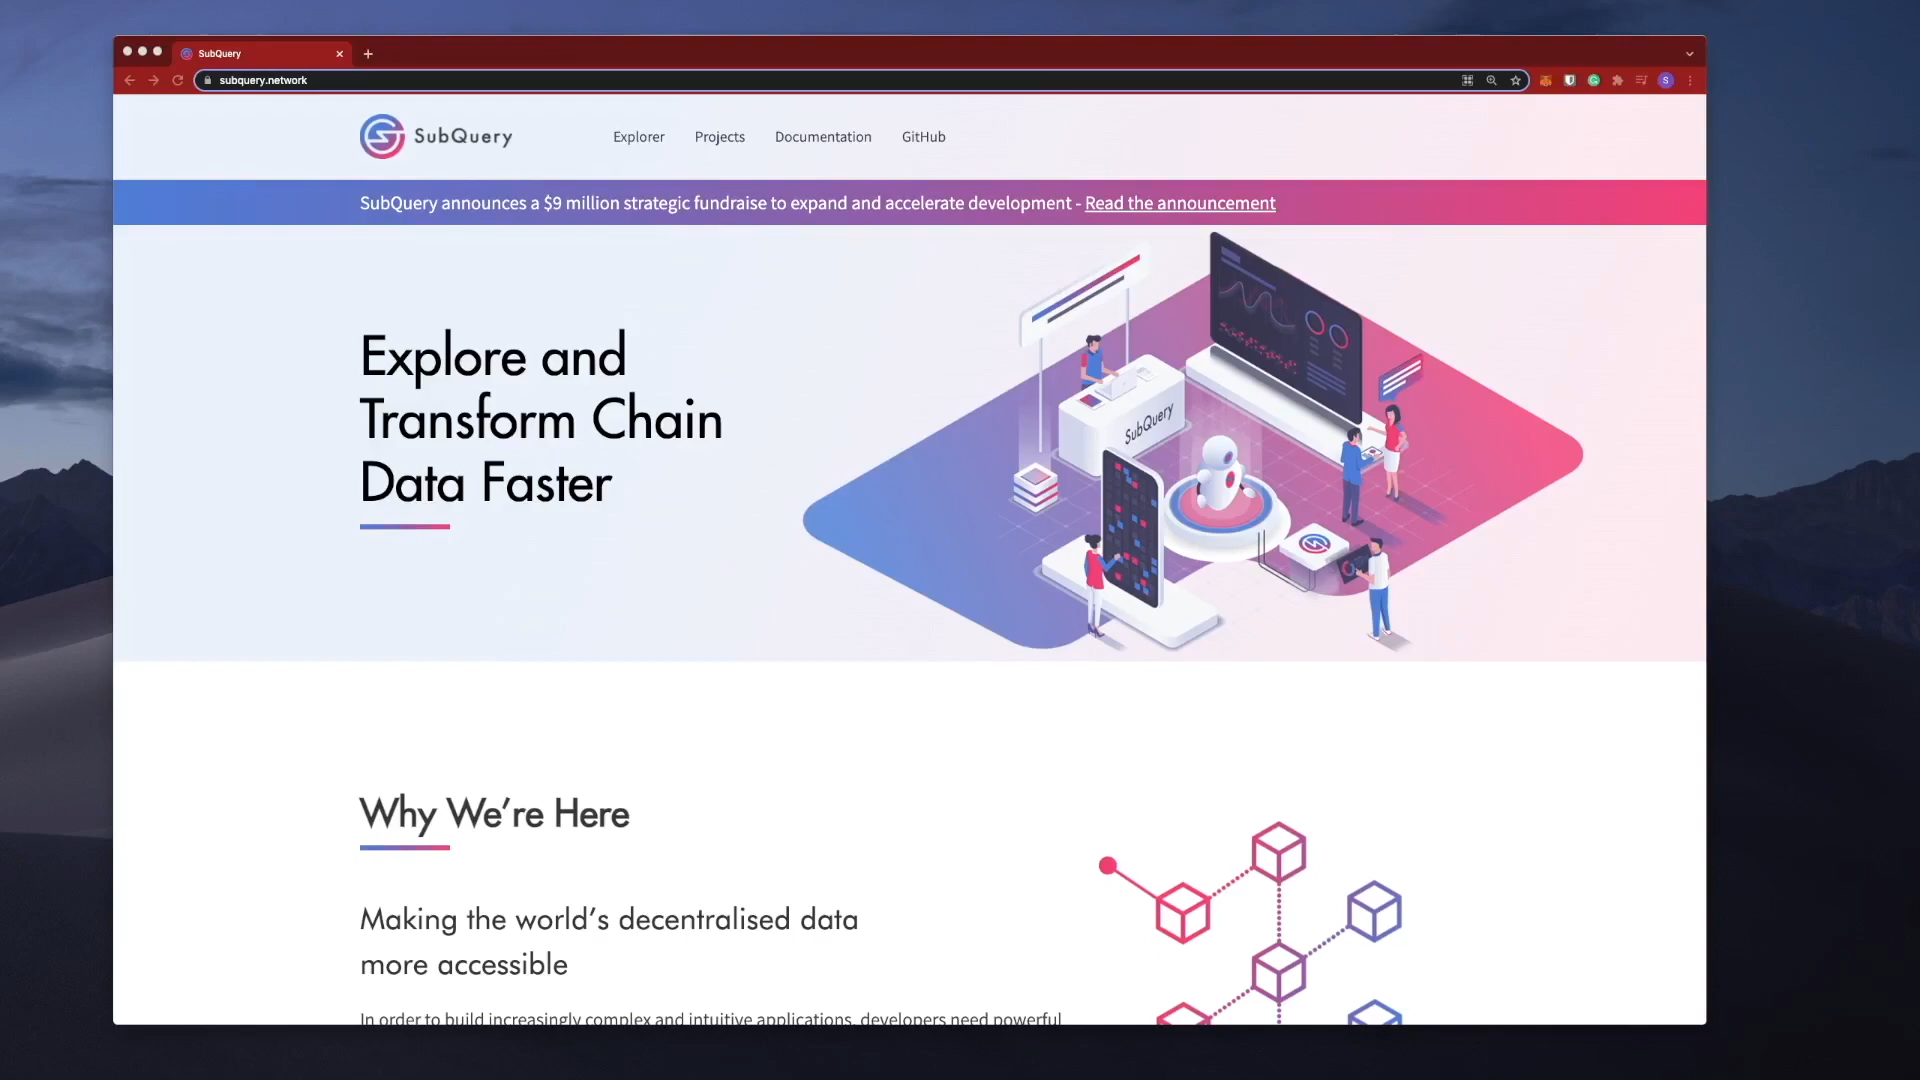 SubQuery
subquery.network
S
SubQuery
Explorer
Projects
Documentation
GitHub
SubQuery announces a $9 million strategic fundraise to expand and accelerate development - Read the announcement
Explore and
Transform Chain
Data Faster
SubQuery
Why We’re Here
Making the world’s decentralised data
more accessible
In order to build increasingly complex and intuitive applications, developers need powerful